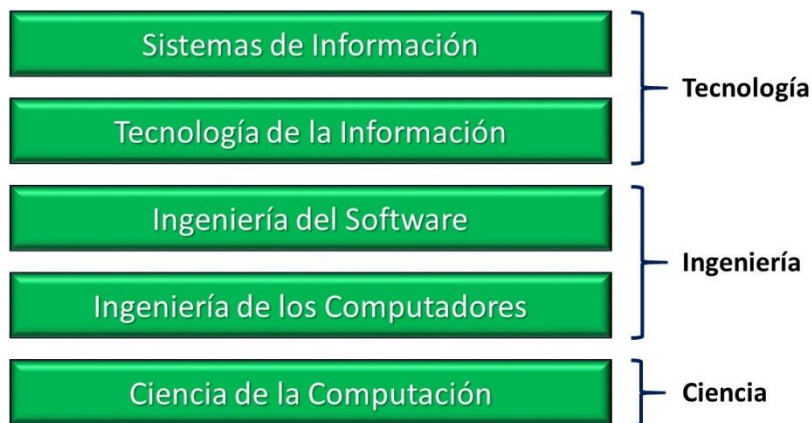 Sistemas de Información
Tecnología de la Información
Tecnología
Ingeniería del Software
Ingeniería de los Computadores
Ingeniería
Ciencia de la Computación
Ciencia